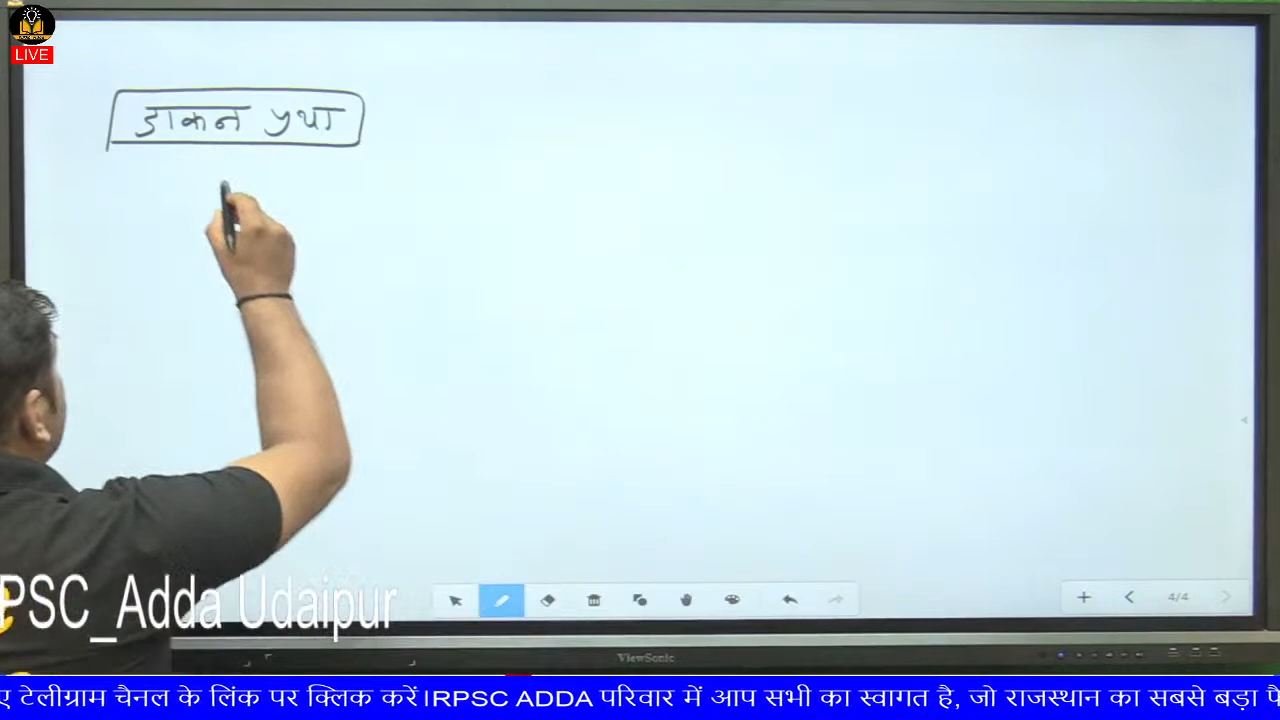 LIVE
डाकन प्रथा
PSC_Adda Udaipur
4/4
ViewSonic
ए टेलीग्राम चैनल के लिंक पर क्लिक करें।RPSC ADDA परिवार में आप सभी का स्वागत है, जो राजस्थान का सबसे बड़ा पै